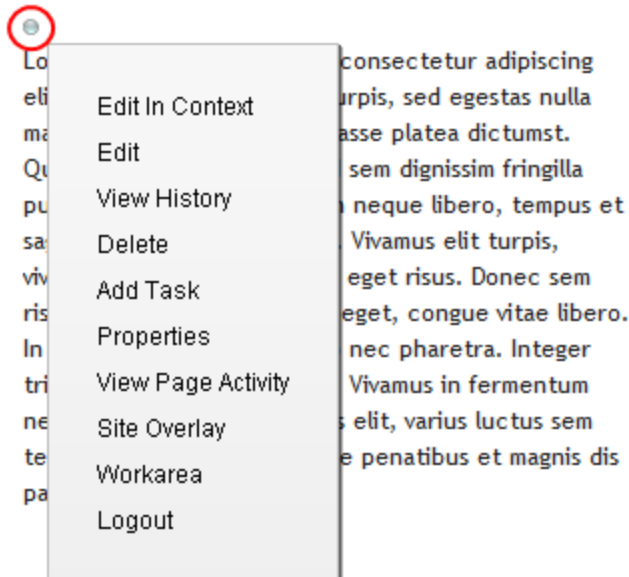 Edit In Context
Edit
View History
Delete
Add Task
Properties
View Page Activity
Site Overlay
Workarea
Logout
consectetur adipiscing
sed egestas nulla
platea dictumst.
sem dignissim fringilla
neque libero, tempus et
Vivamus elit turpis,
eget risus. Donec sem
eget, congue vitae libero.
In nec pharetra. Integer
Vivamus in fermentum
elit, varius luctus sem
penatibus et magnis dis